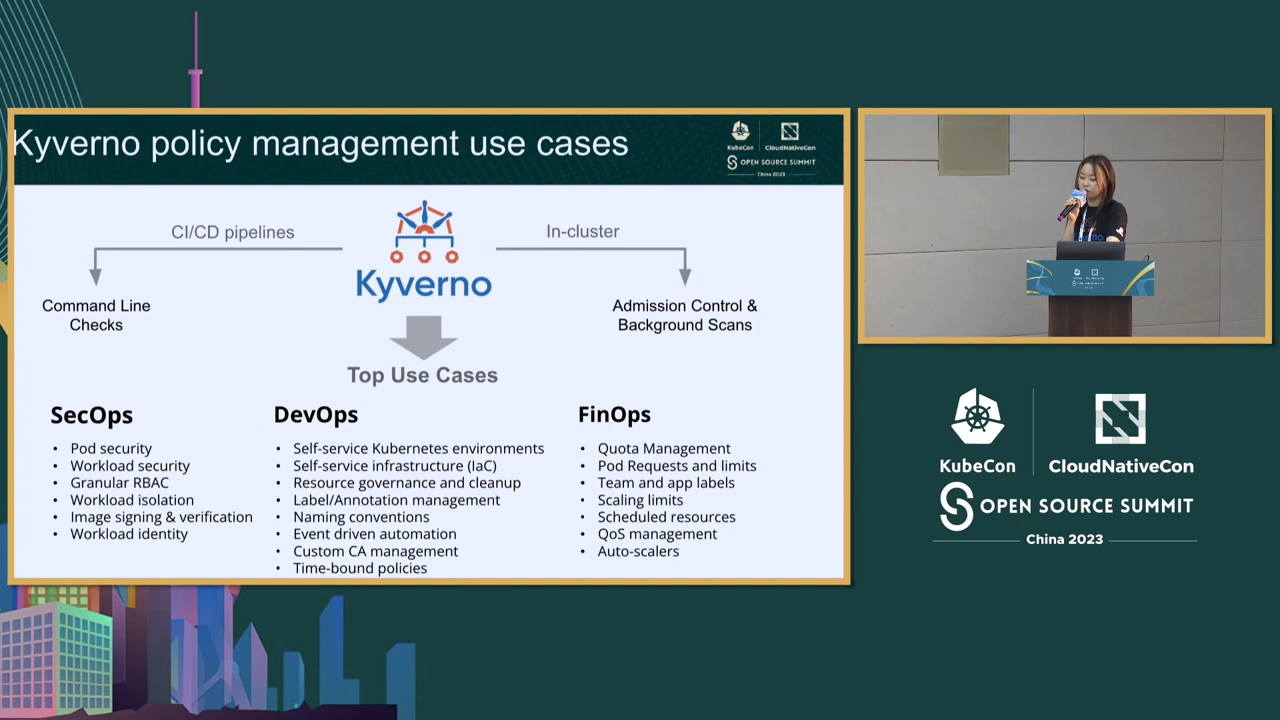 Kyverno policy management use cases
KubeCon
CloudNativeCon
OPEN SOURCE SUMMIT
China 2023
CI/CD pipelines
In-cluster
Kyverno
Command Line
Checks
Admission Control &
Background Scans
Top Use Cases
SecOps
• Pod security
• Workload security
• Granular RBAC
• Workload isolation
• Image signing & verification
• Workload identity
DevOps
• Self-service Kubernetes environments
• Self-service infrastructure (IaC)
• Resource governance and cleanup
• Label/Annotation management
• Naming conventions
• Event driven automation
• Custom CA management
• Time-bound policies
FinOps
• Quota Management
• Pod Requests and limits
• Team and app labels
• Scaling limits
• Scheduled resources
• QoS management
• Auto-scalers
KubeCon
CloudNativeCon
OPEN SOURCE SUMMIT
China 2023